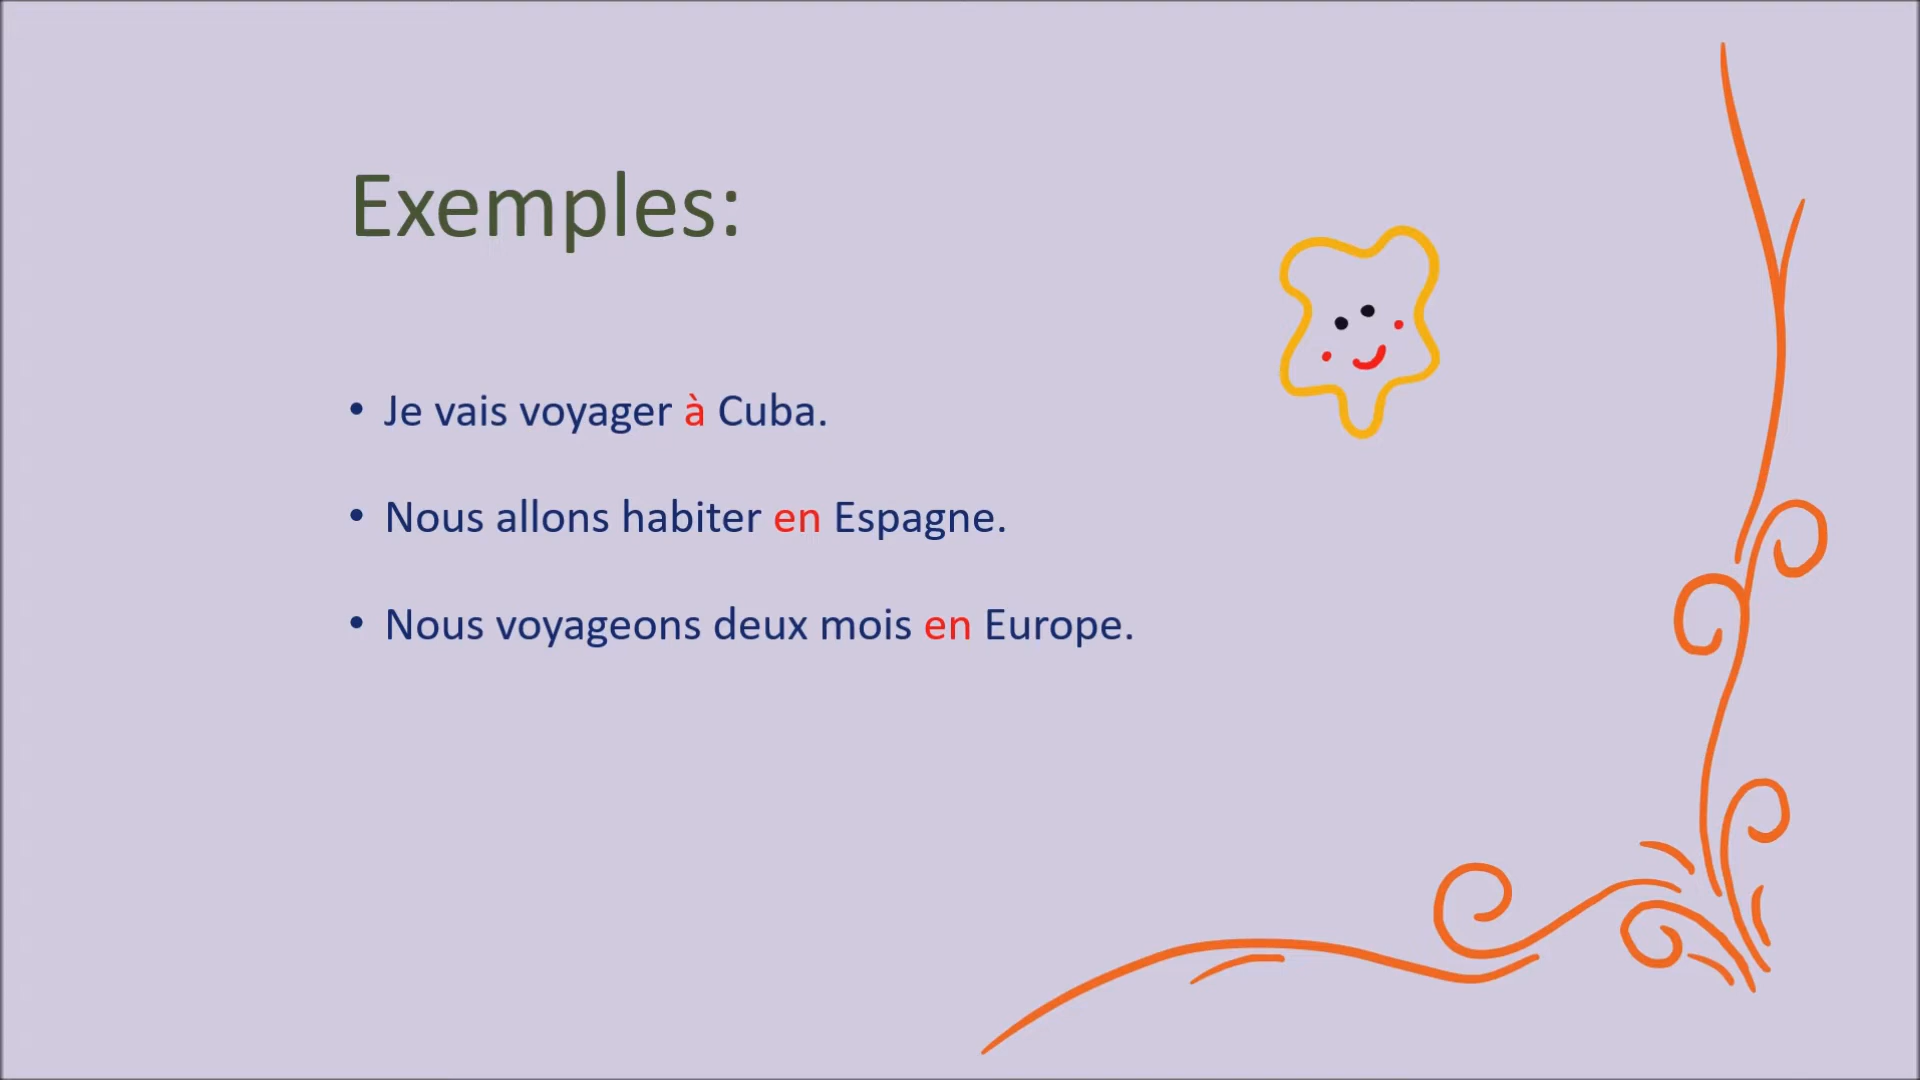 Exemples:
• Je vais voyager à Cuba.
• Nous allons habiter en Espagne.
• Nous voyageons deux mois en Europe.